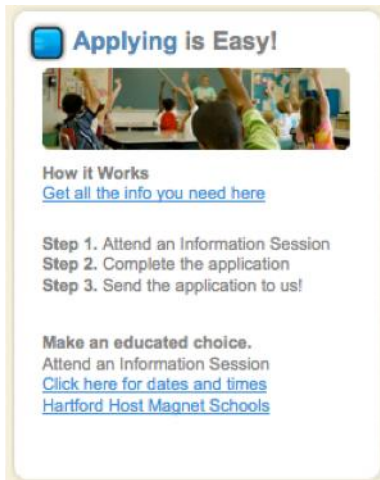 Applying is Easy!
How it Works
Get all the info you need here
Step 1. Attend an Information Session
Step 2. Complete the application
Step 3. Send the application to us!
Make an educated choice.
Attend an Information Session
Click here for dates and times
Hartford Host Magnet Schools